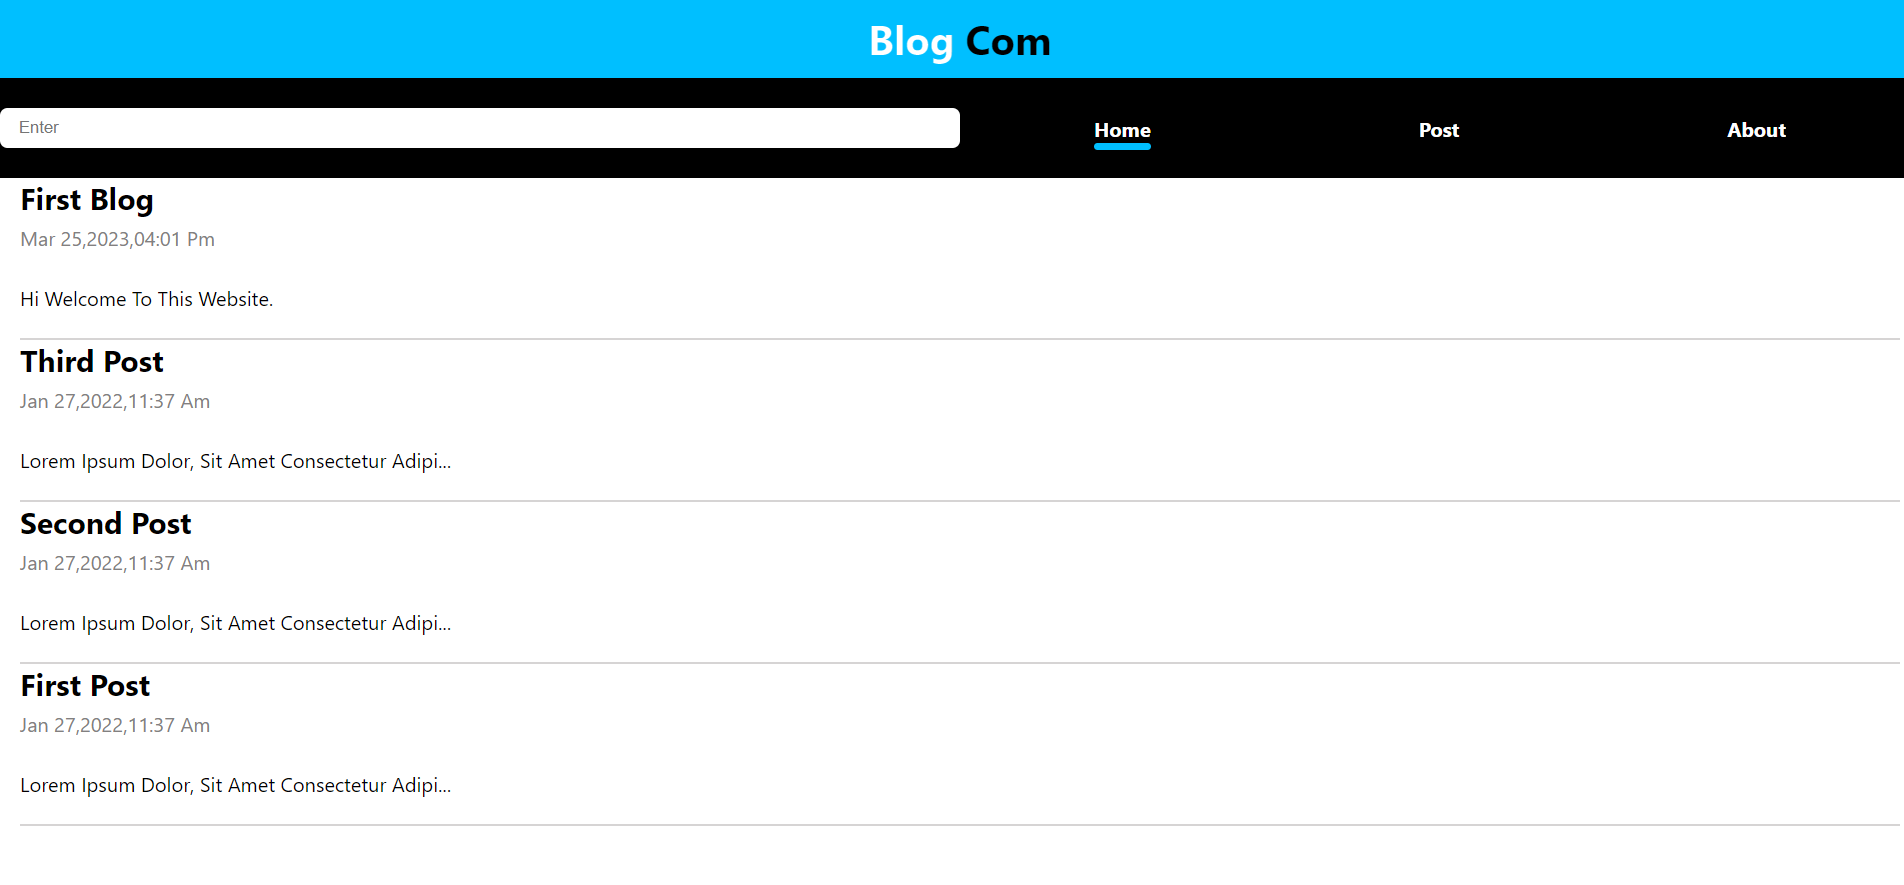 Blog Com
Enter Home Post About
First Blog
Mar 25,2023,04:01 Pm
Hi Welcome To This Website.
Third Post
Jan 27,2022,11:37 Am
Lorem Ipsum Dolor, Sit Amet Consectetur Adipi...
Second Post
Jan 27,2022,11:37 Am
Lorem Ipsum Dolor, Sit Amet Consectetur Adipi...
First Post
Jan 27,2022,11:37 Am
Lorem Ipsum Dolor, Sit Amet Consectetur Adipi...